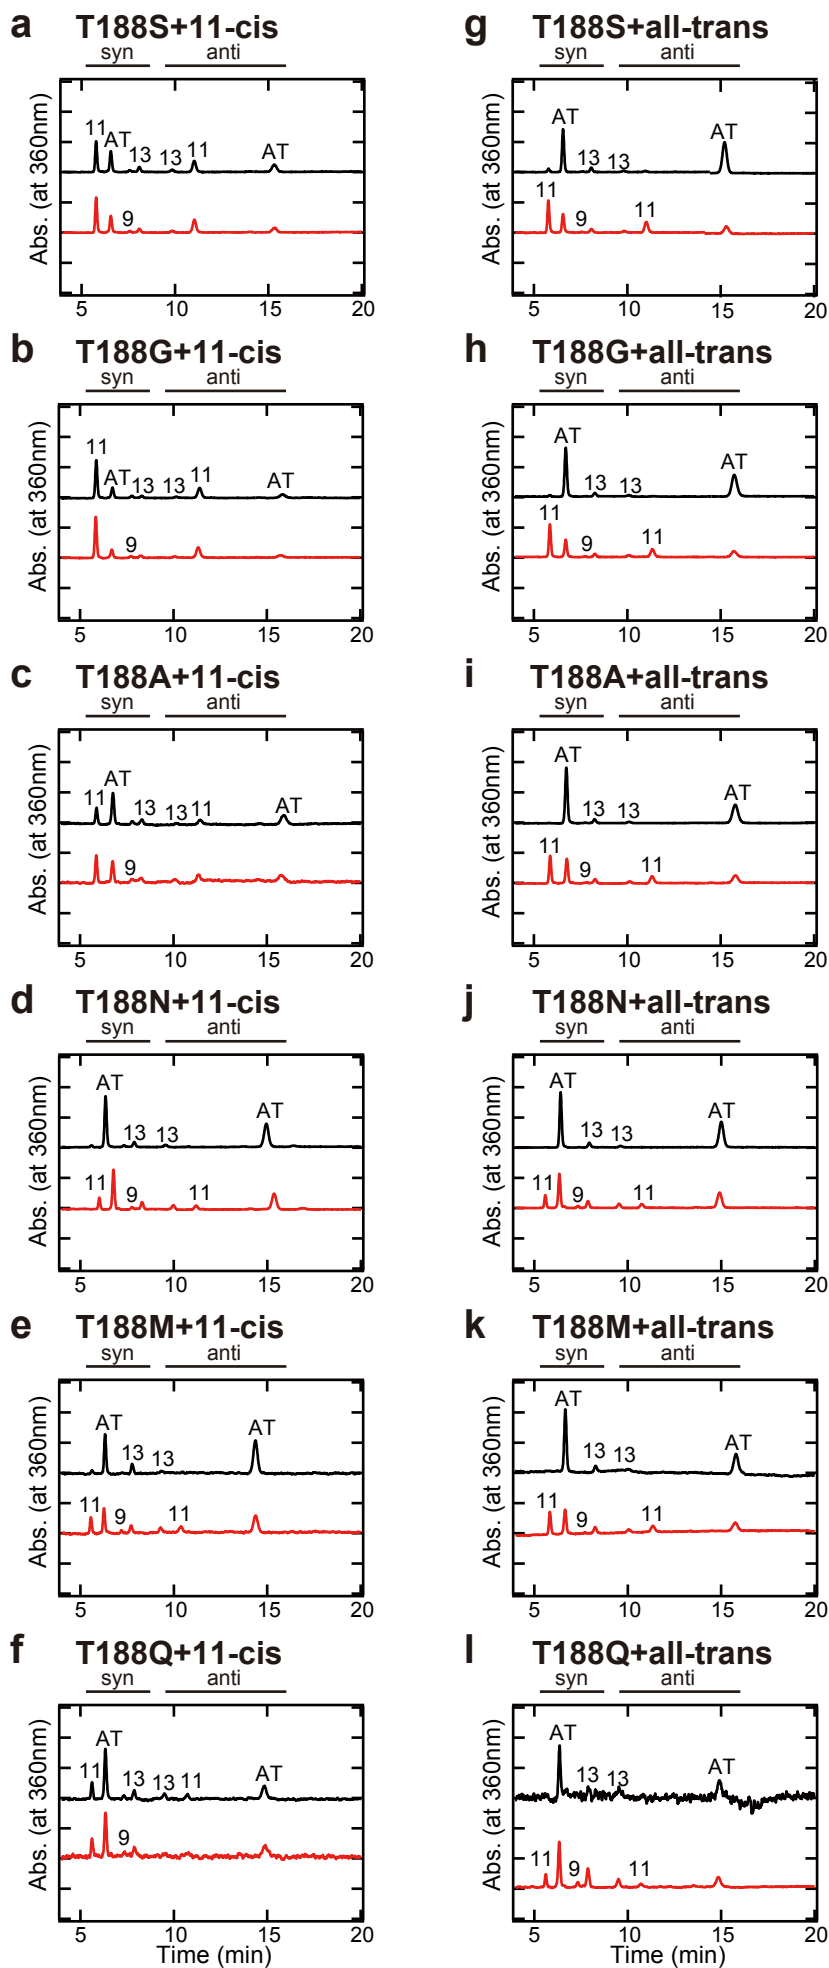 a T188S+11-cis
syn anti
11 AT 13 13 11 AT
9
Abs. (at 360nm)
5 10 15 20
g T188S+all-trans
syn anti
AT 13 13 AT
11 9 11
Abs. (at 360nm)
5 10 15 20
b T188G+11-cis
syn anti
11 AT 13 13 11 AT
9
Abs. (at 360nm)
5 10 15 20
h T188G+all-trans
syn anti
AT 13 13 AT
11 9 11
Abs. (at 360nm)
5 10 15 20
c T188A+11-cis
syn anti
11 AT 13 13 11 AT
9
Abs. (at 360nm)
5 10 15 20
i T188A+all-trans
syn anti
AT 13 13 AT
11 9 11
Abs. (at 360nm)
5 10 15 20
d T188N+11-cis
syn anti
AT 13 13 AT
11 9 11
Abs. (at 360nm)
5 10 15 20
j T188N+all-trans
syn anti
AT 13 13 AT
11 9 11
Abs. (at 360nm)
5 10 15 20
e T188M+11-cis
syn anti
AT 13 13 AT
11 9 11
Abs. (at 360nm)
5 10 15 20
k T188M+all-trans
syn anti
AT 13 13 AT
11 9 11
Abs. (at 360nm)
5 10 15 20
f T188Q+11-cis
syn anti
11 AT 13 13 11 AT
9
Abs. (at 360nm)
5 10 15 20
Time (min)
l T188Q+all-trans
syn anti
AT 13 13 AT
11 9 11
Abs. (at 360nm)
5 10 15 20
Time (min)